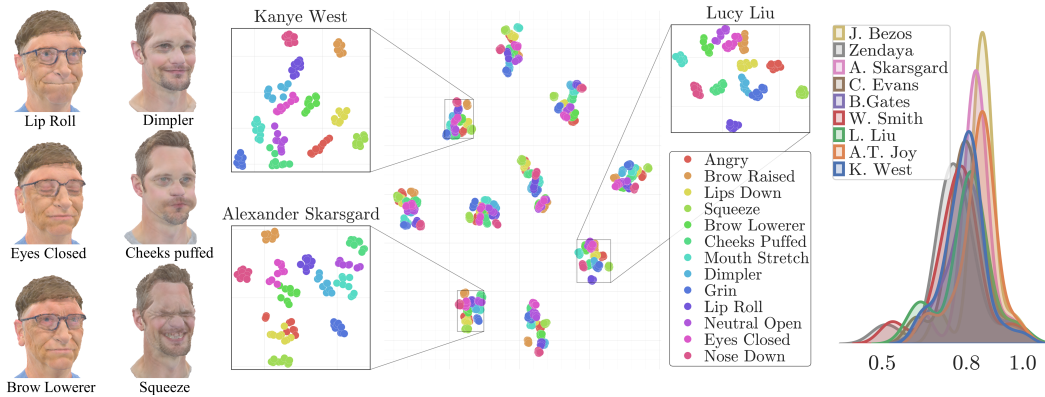 Lip Roll
Dimpler
Eyes Closed
Cheeks puffed
Brow Lowerer
Squeeze
Kanye West
Alexander Skarsgard
Lucy Liu
Angry
Brow Raised
Lips Down
Squeeze
Brow Lowerer
Cheeks Puffed
Mouth Stretch
Dimpler
Grin
Lip Roll
Neutral Open
Eyes Closed
Nose Down
J. Bezos
Zendaya
A. Skarsgard
C. Evans
B.Gates
W. Smith
L. Liu
A.T. Joy
K. West
0.5 0.8 1.0